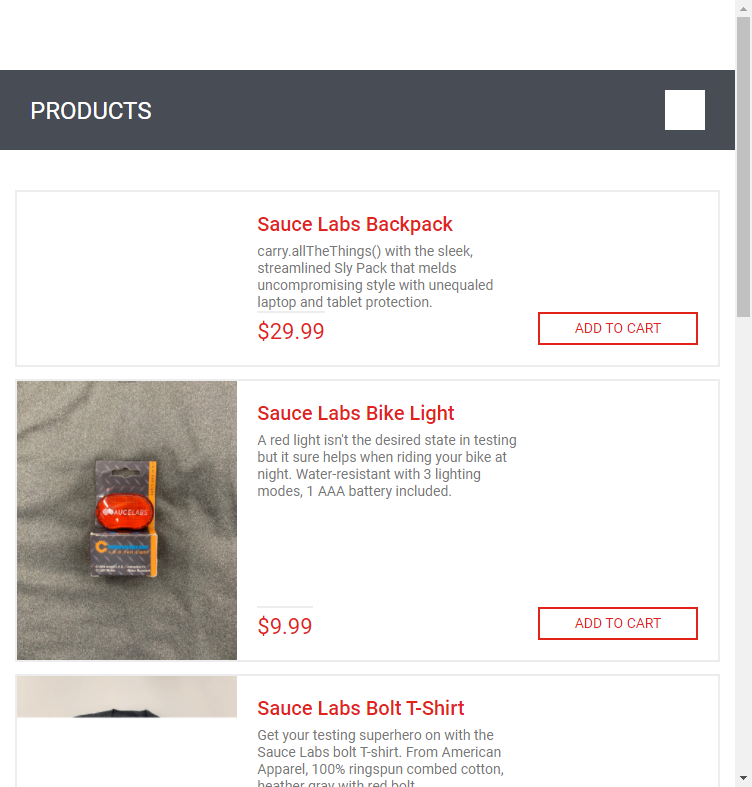 PRODUCTS
Sauce Labs Backpack
carry.allTheThings() with the sleek,
streamlined Sly Pack that melds
uncompromising style with unequaled
laptop and tablet protection.
$29.99
ADD TO CART
Sauce Labs Bike Light
A red light isn't the desired state in testing
but it sure helps when riding your bike at
night. Water-resistant with 3 lighting
modes, 1 AAA battery included.
AUCELABS
$9.99
ADD TO CART
Sauce Labs Bolt T-Shirt
Get your testing superhero on with the
Sauce Labs bolt T-shirt. From American
Apparel, 100% ringspun combed cotton,
heather gray with red bolt.